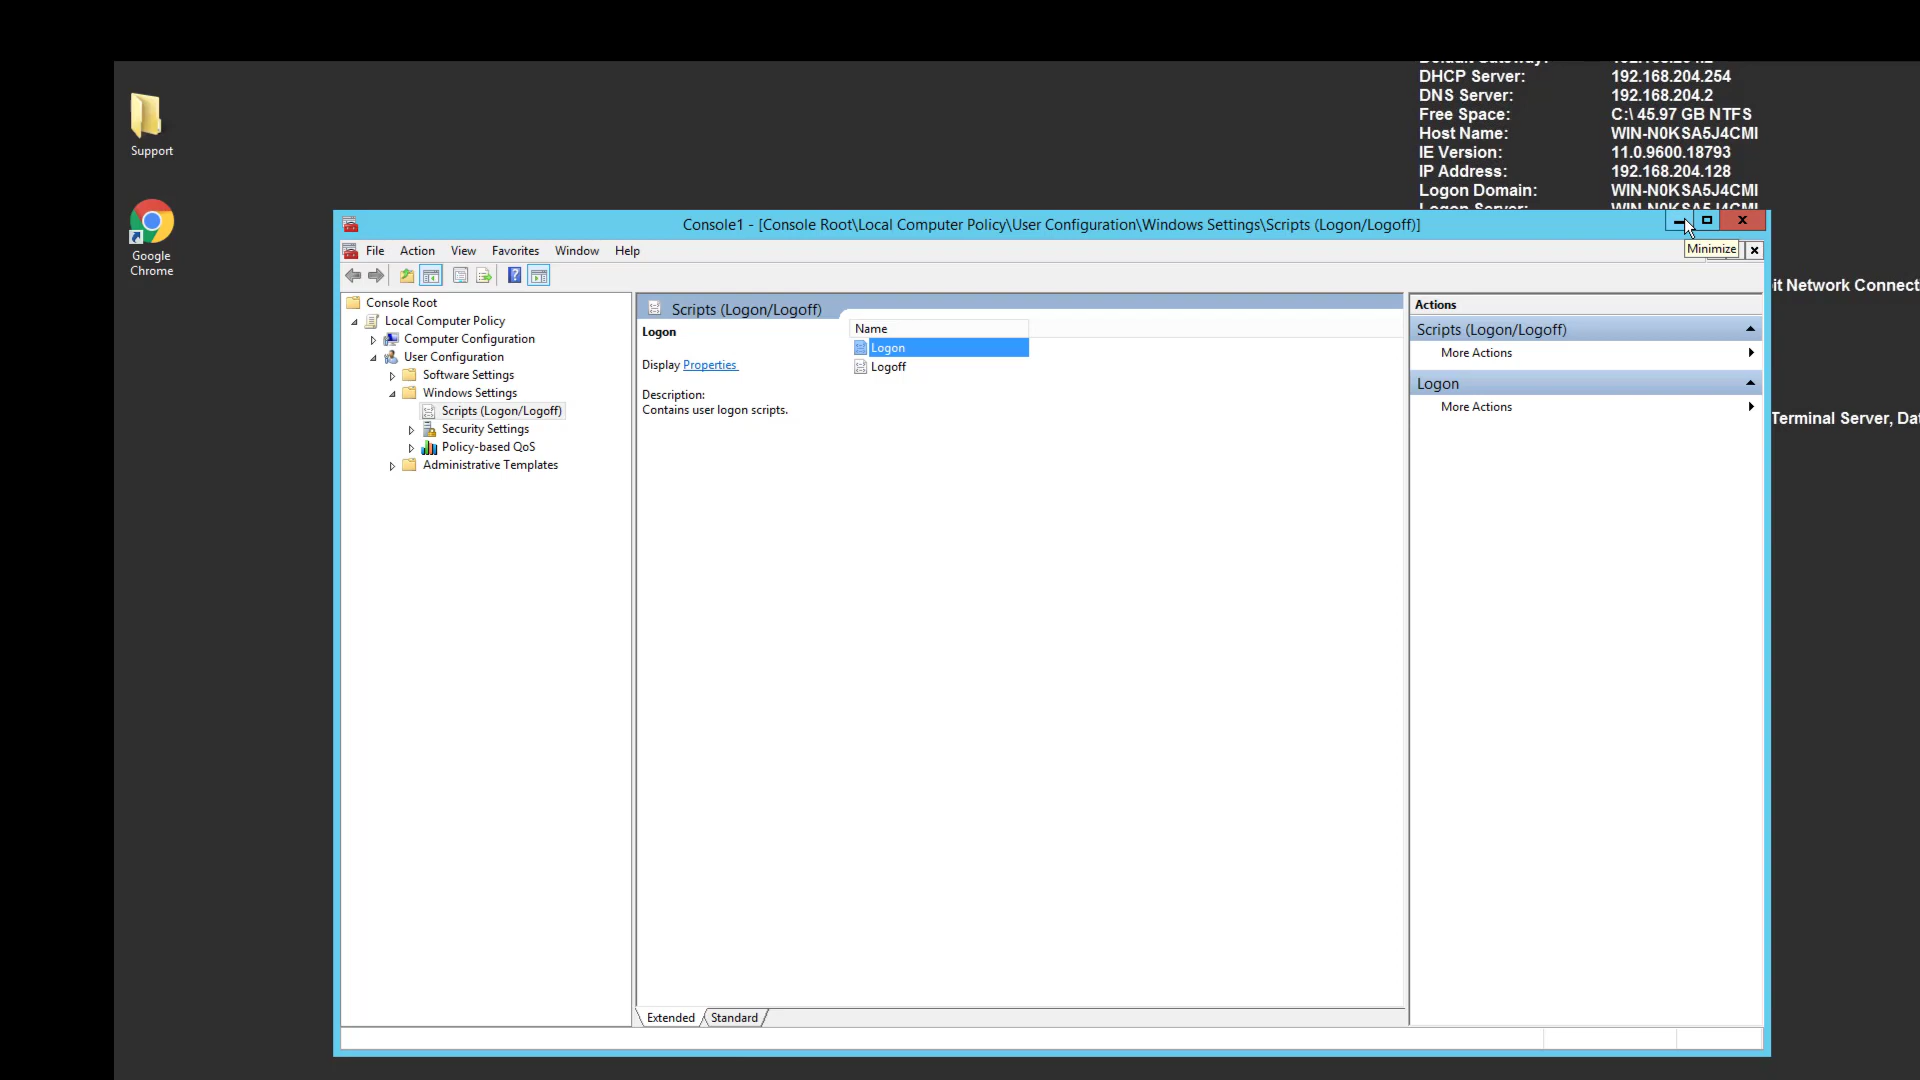 DHCP Server: 192.168.204.254
DNS Server: 192.168.204.2
Free Space: C:\ 45.97 GB NTFS
Host Name: WIN-N0KSA5J4CMI
IE Version: 11.0.9600.18793
IP Address: 192.168.204.128
Logon Domain: WIN-N0KSA5J4CMI
Support
Google
Chrome
Console1 - [Console Root\Local Computer Policy\User Configuration\Windows Settings\Scripts (Logon/Logoff)]
Minimize
File Action View Favorites Window Help
it Network Connect
Terminal Server, Dat
Console Root
Local Computer Policy
Computer Configuration
User Configuration
Software Settings
Windows Settings
Scripts (Logon/Logoff)
Security Settings
Policy-based QoS
Administrative Templates
Scripts (Logon/Logoff)
Logon
Display Properties
Description:
Contains user logon scripts.
Name
Logon
Logoff
Extended Standard
Actions
Scripts (Logon/Logoff)
More Actions
Logon
More Actions